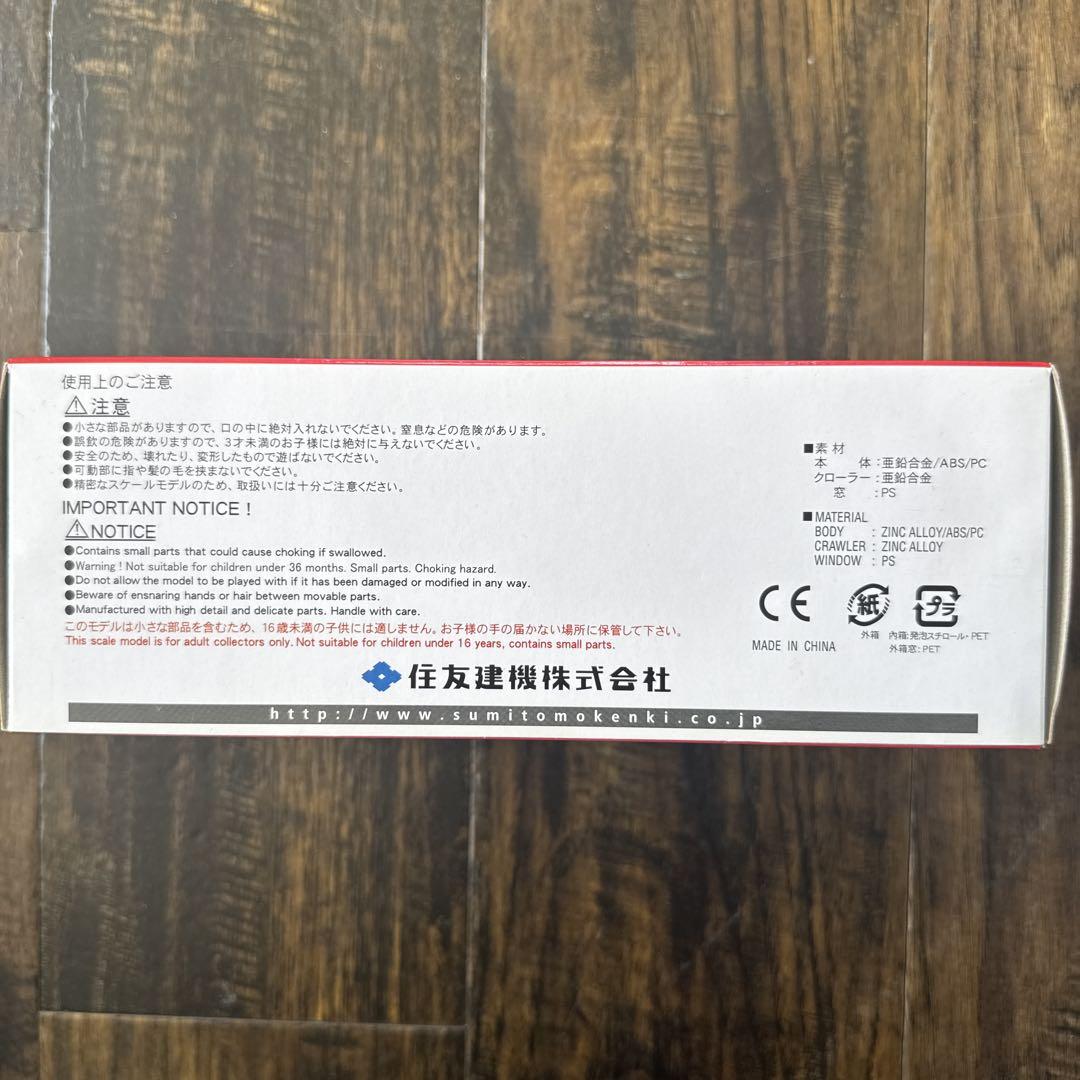 使用上のご注意
⚠注意
●小さな部品がありますので、口の中に絶対入れないでください。窒息などの危険があります。
●誤飲の危険がありますので、3才未満のお子様には絶対に与えないでください。
●安全のため、壊れたり、変形したもので遊ばないでください。
●可動部に指や髪の毛を挟まないでください。
●精密なスケールモデルのため、取扱いには十分ご注意ください。
IMPORTANT NOTICE !
⚠NOTICE
●Contains small parts that could cause choking if swallowed.
●Warning ! Not suitable for children under 36 months. Small parts. Choking hazard.
●Do not allow the model to be played with if it has been damaged or modified in any way.
●Beware of ensnaring hands or hair between movable parts.
●Manufactured with high detail and delicate parts. Handle with care.
このモデルは小さな部品を含むため、16歳未満の子供には適しません。お子様の手の届かない場所に保管して下さい。
This scale model is for adult collectors only. Not suitable for children under 16 years, contains small parts.
■素材
本体:亜鉛合金/ABS/PC
クローラー:亜鉛合金
窓:PS
■MATERIAL
BODY : ZINC ALLOY/ABS/PC
CRAWLER : ZINC ALLOY
WINDOW : PS
CE
紙
プラ
MADE IN CHINA
外箱
内箱:発泡スチロール・PET
外箱窓:PET
住友建機株式会社
http://www.sumitomokenki.co.jp